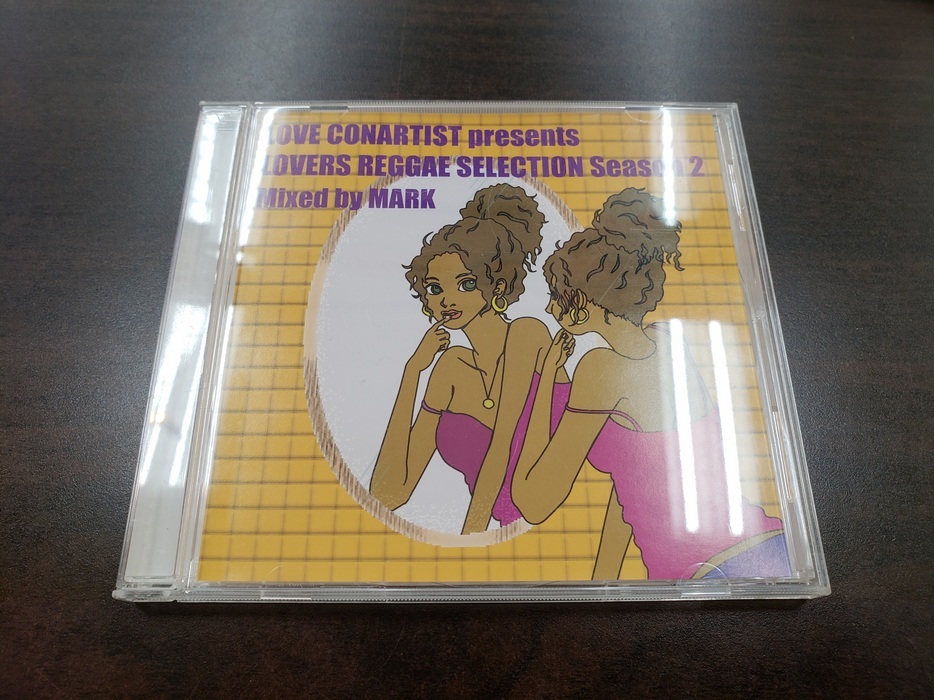 LOVE CONARTIST presents
LOVERS REGGAE SELECTION Season 2
Mixed by MARK